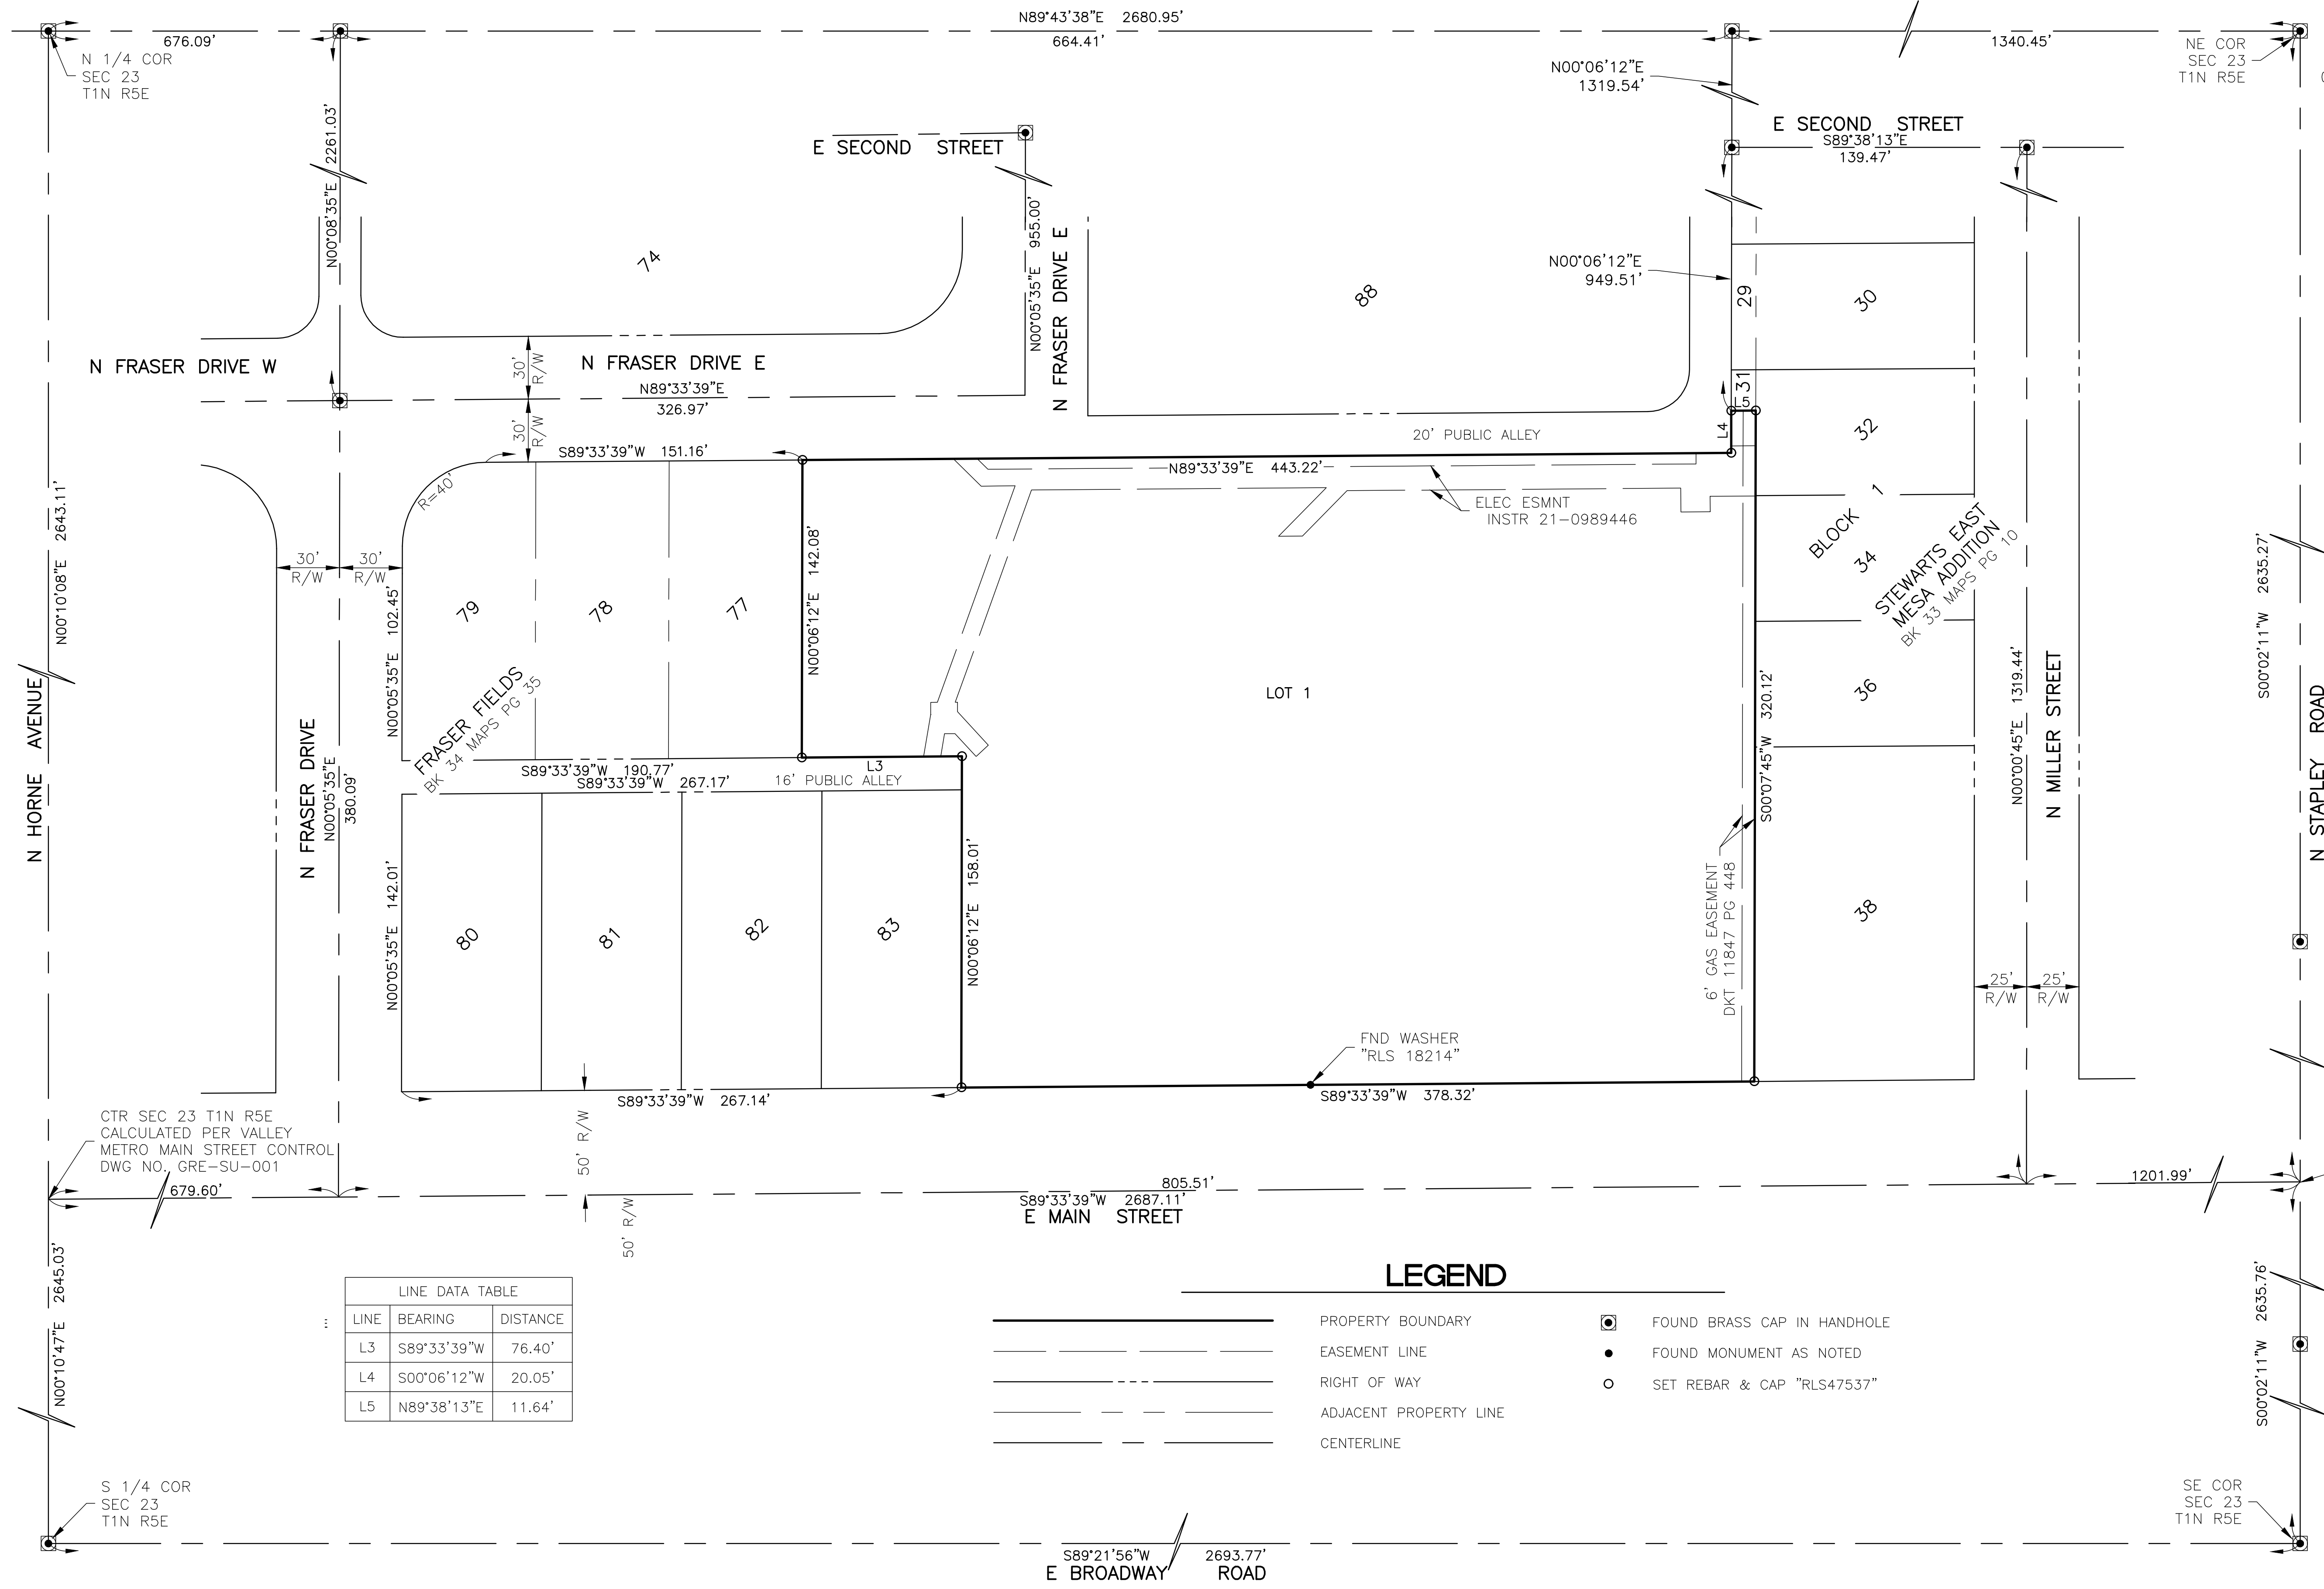 N89°43'38"E 2680.95'
676.09'
664.41'
1340.45'
N 1/4 COR
SEC 23
T1N R5E
NE COR
SEC 23
T1N R5E
N00°08'35"E 2261.03'
N00°06'12"E
1319.54'
E SECOND STREET
E SECOND STREET
S89°38'13"E
139.47'
N00°05'35"E 955.00'
N FRASER DRIVE E
74
88
N00°06'12"E
949.51'
29
30
31
32
L5
L4
N FRASER DRIVE W
N FRASER DRIVE E
30'
R/W
30'
R/W
N89°33'39"E
326.97'
20' PUBLIC ALLEY
S89°33'39"W 151.16'
N89°33'39"E 443.22'
R=40'
ELEC ESMNT
INSTR 21-0989446
BLOCK 1
34
STEWARTS EAST
MESA ADDITION
BK 33 MAPS PG 10
N00°10'08"E 2643.11'
30'
R/W
30'
R/W
N00°05'35"E 102.45'
79
78
77
N00°06'12"E 142.08'
LOT 1
S00°07'45"W 320.12'
36
N00°00'45"E 1319.44'
N MILLER STREET
S00°02'11"W 2635.27'
N STAPLEY ROAD
N HORNE AVENUE
N FRASER DRIVE
N00°05'35"E
380.09'
FRASER FIELDS
BK 34 MAPS PG 35
S89°33'39"W 190.77'
L3
S89°33'39"W 267.17'
16' PUBLIC ALLEY
N00°05'35"E 142.01'
80
81
82
83
N00°06'12"E 158.01'
6' GAS EASEMENT
DKT 11847 PG 448
38
25'
R/W
25'
R/W
FND WASHER
"RLS 18214"
S89°33'39"W 267.14'
S89°33'39"W 378.32'
50' R/W
50' R/W
CTR SEC 23 T1N R5E
CALCULATED PER VALLEY
METRO MAIN STREET CONTROL
DWG NO. GRE-SU-001
679.60'
805.51'
1201.99'
S89°33'39"W 2687.11'
E MAIN STREET
N00°10'47"E 2645.03'
S00°02'11"W 2635.76'
LINE DATA TABLE
LINE BEARING DISTANCE
L3 S89°33'39"W 76.40'
L4 S00°06'12"W 20.05'
L5 N89°38'13"E 11.64'
LEGEND
PROPERTY BOUNDARY
EASEMENT LINE
RIGHT OF WAY
ADJACENT PROPERTY LINE
CENTERLINE
FOUND BRASS CAP IN HANDHOLE
FOUND MONUMENT AS NOTED
SET REBAR & CAP "RLS47537"
S 1/4 COR
SEC 23
T1N R5E
SE COR
SEC 23
T1N R5E
S89°21'56"W 2693.77'
E BROADWAY ROAD